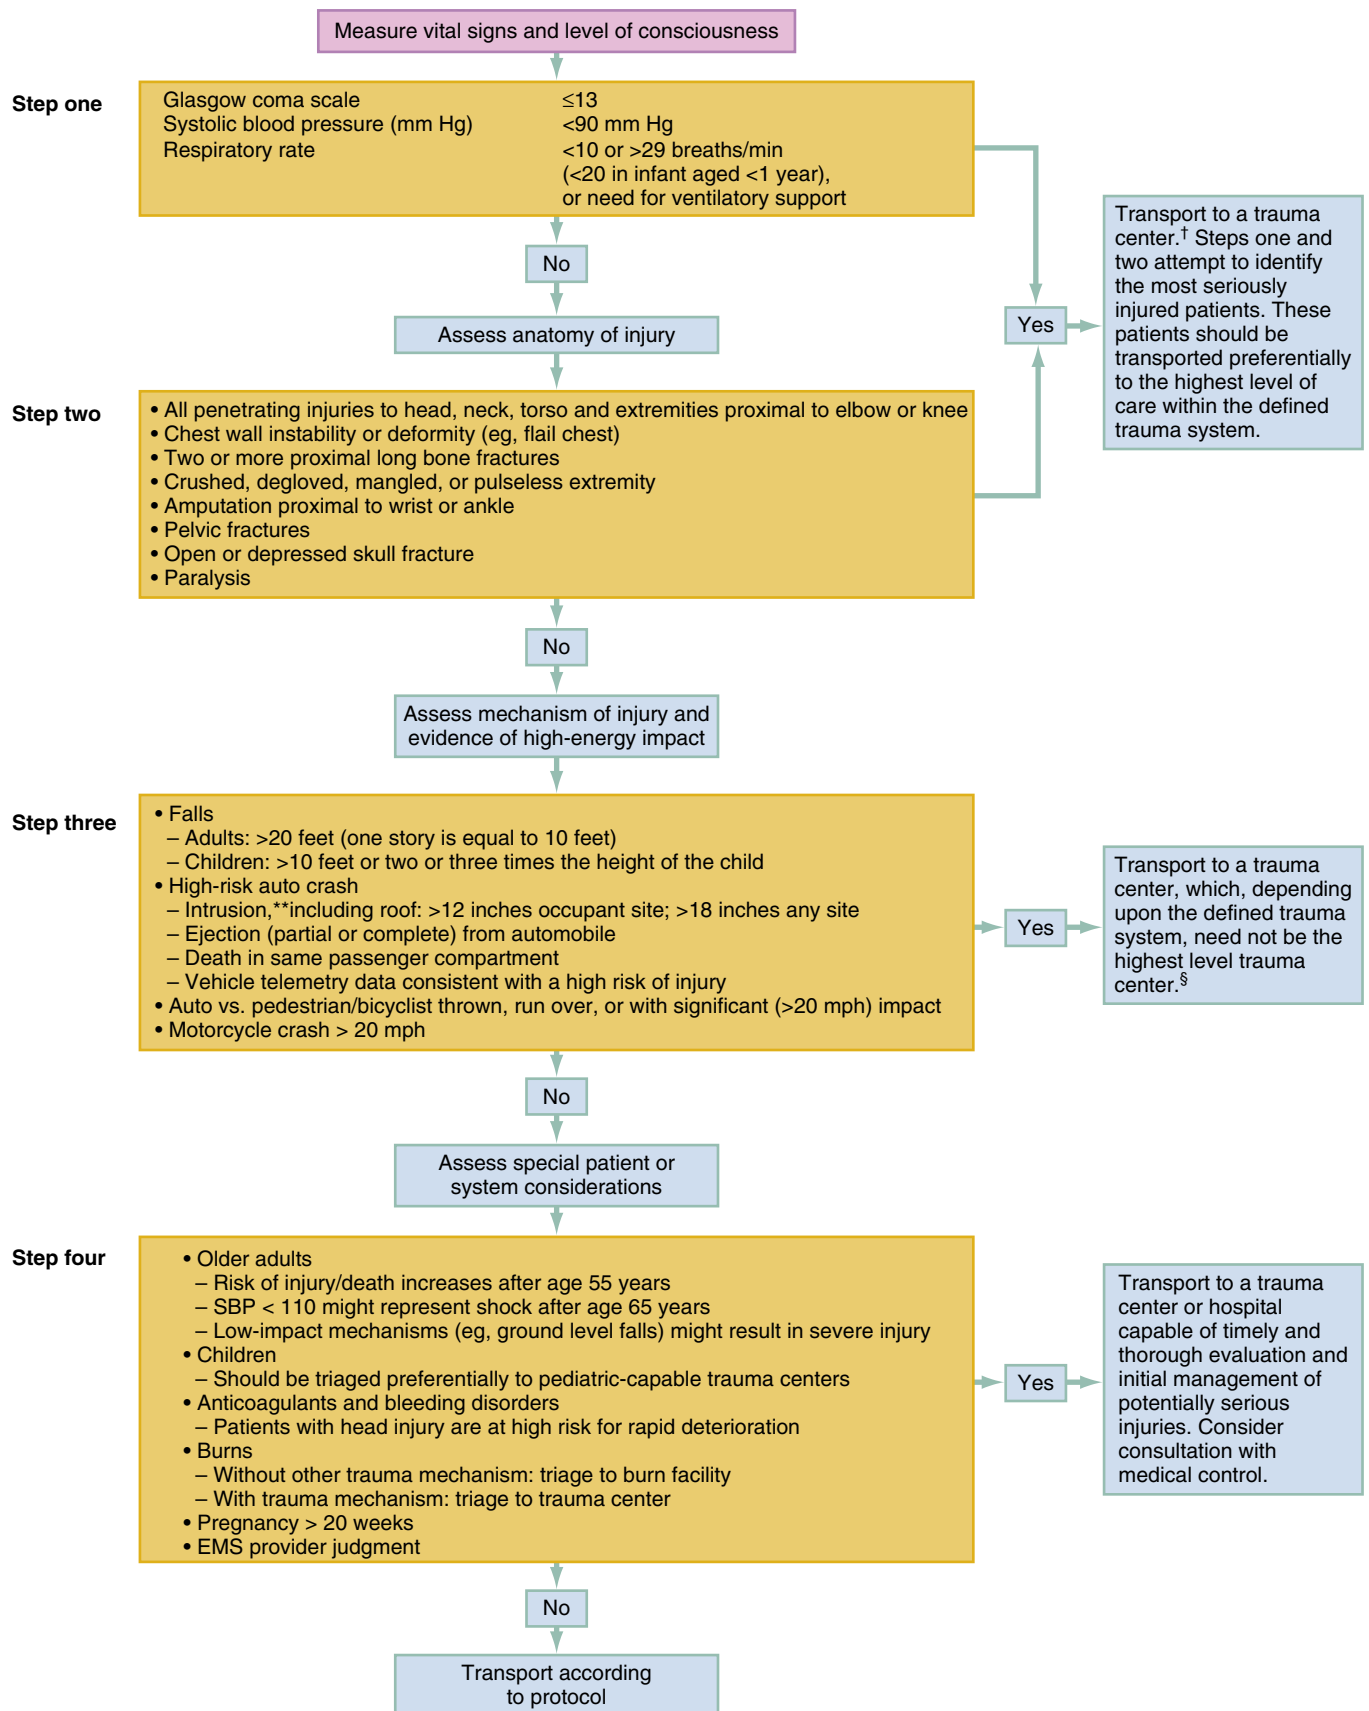 Measure vital signs and level of consciousness
Step one
Glasgow coma scale ≤13
Systolic blood pressure (mm Hg) <90 mm Hg
Respiratory rate <10 or >29 breaths/min
(<20 in infant aged <1 year),
or need for ventilatory support
No
Yes
Transport to a trauma
center.† Steps one and
two attempt to identify
the most seriously
injured patients. These
patients should be
transported preferentially
to the highest level of
care within the defined
trauma system.
Assess anatomy of injury
Step two
• All penetrating injuries to head, neck, torso and extremities proximal to elbow or knee
• Chest wall instability or deformity (eg, flail chest)
• Two or more proximal long bone fractures
• Crushed, degloved, mangled, or pulseless extremity
• Amputation proximal to wrist or ankle
• Pelvic fractures
• Open or depressed skull fracture
• Paralysis
No
Assess mechanism of injury and
evidence of high-energy impact
Step three
• Falls
– Adults: >20 feet (one story is equal to 10 feet)
– Children: >10 feet or two or three times the height of the child
• High-risk auto crash
– Intrusion,**including roof: >12 inches occupant site; >18 inches any site
– Ejection (partial or complete) from automobile
– Death in same passenger compartment
– Vehicle telemetry data consistent with a high risk of injury
• Auto vs. pedestrian/bicyclist thrown, run over, or with significant (>20 mph) impact
• Motorcycle crash > 20 mph
Yes
Transport to a trauma
center, which, depending
upon the defined trauma
system, need not be the
highest level trauma
center.§
No
Assess special patient or
system considerations
Step four
• Older adults
– Risk of injury/death increases after age 55 years
– SBP < 110 might represent shock after age 65 years
– Low-impact mechanisms (eg, ground level falls) might result in severe injury
• Children
– Should be triaged preferentially to pediatric-capable trauma centers
• Anticoagulants and bleeding disorders
– Patients with head injury are at high risk for rapid deterioration
• Burns
– Without other trauma mechanism: triage to burn facility
– With trauma mechanism: triage to trauma center
• Pregnancy > 20 weeks
• EMS provider judgment
Yes
Transport to a trauma
center or hospital
capable of timely and
thorough evaluation and
initial management of
potentially serious
injuries. Consider
consultation with
medical control.
No
Transport according
to protocol